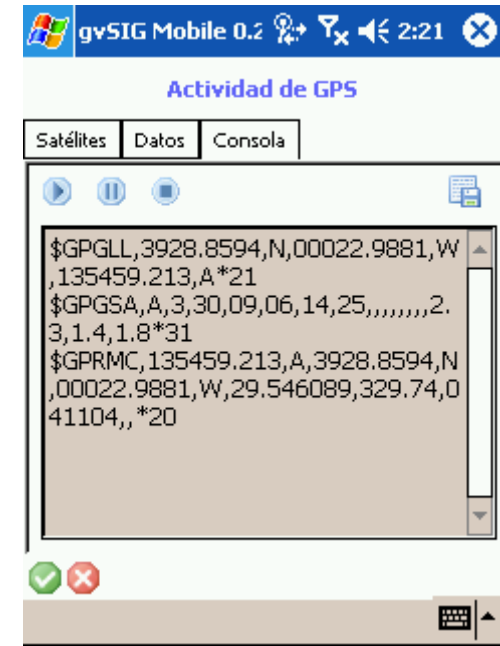 gvSIG Mobile 0.2 2:21
Actividad de GPS
Satélites Datos Consola
$GPGLL,3928.8594,N,00022.9881,W
,135459.213,A*21
$GPGSA,A,3,30,09,06,14,25,,,,,,,,2.
3,1.4,1.8*31
$GPRMC,135459.213,A,3928.8594,N
,00022.9881,W,29.546089,329.74,0
41104,,*20